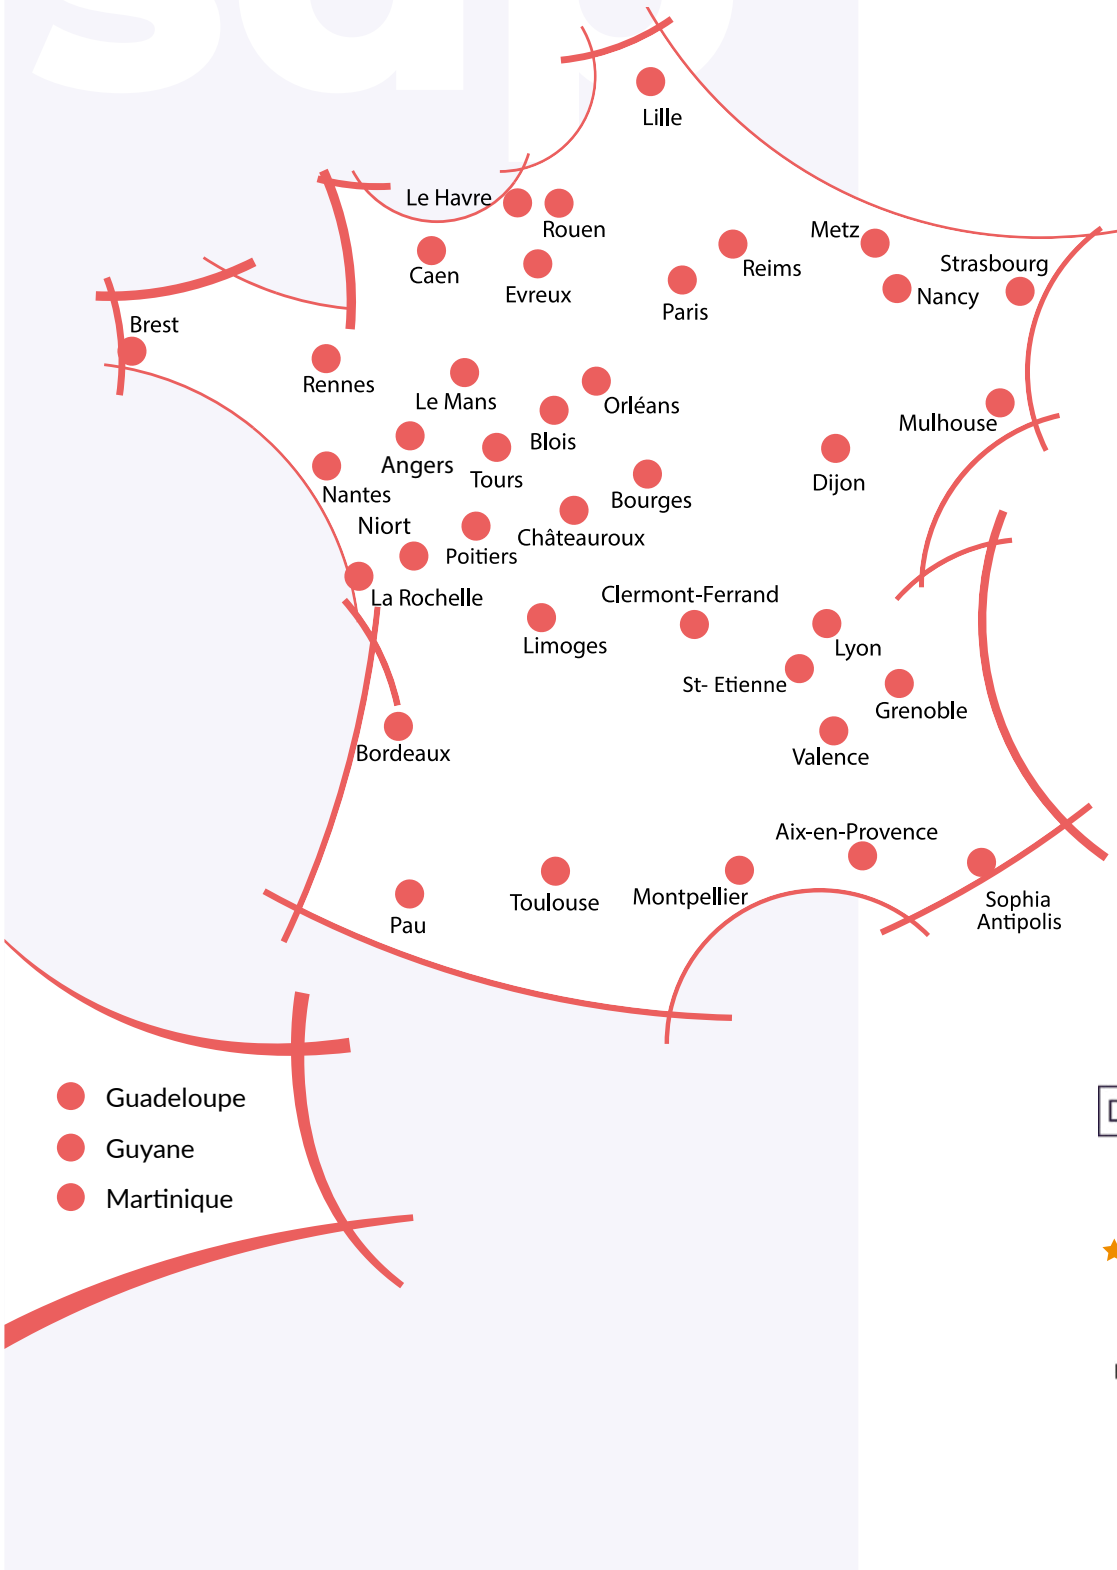 sup
Lille
Le Havre
Rouen
Metz
Caen
Evreux
Reims
Strasbourg
Paris
Nancy
Brest
Rennes
Le Mans
Orléans
Mulhouse
Angers
Blois
Tours
Dijon
Nantes
Bourges
Niort
Poitiers
Châteauroux
La Rochelle
Clermont-Ferrand
Limoges
Lyon
St- Etienne
Grenoble
Bordeaux
Valence
Aix-en-Provence
Toulouse
Montpellier
Pau
Sophia
Antipolis
Guadeloupe
Guyane
Martinique